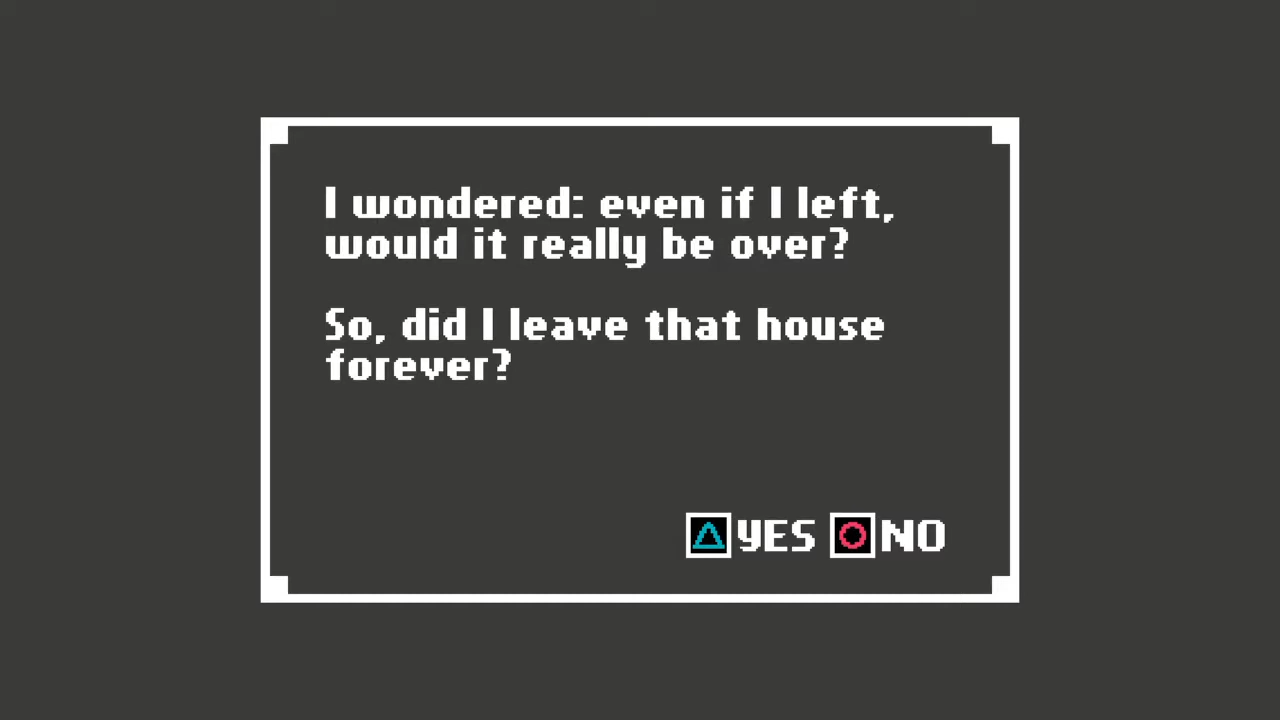 I wondered: even if I left,
would it really be over?
So, did I leave that house
forever?
YES NO